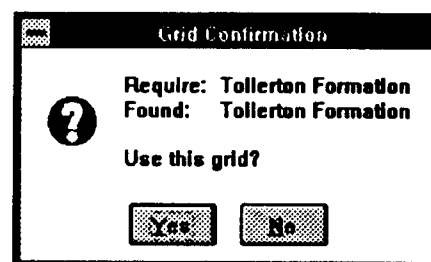 Grid Confirmation
Require: Tollerton Formation
Found: Tollerton Formation
Use this grid?
Yes No